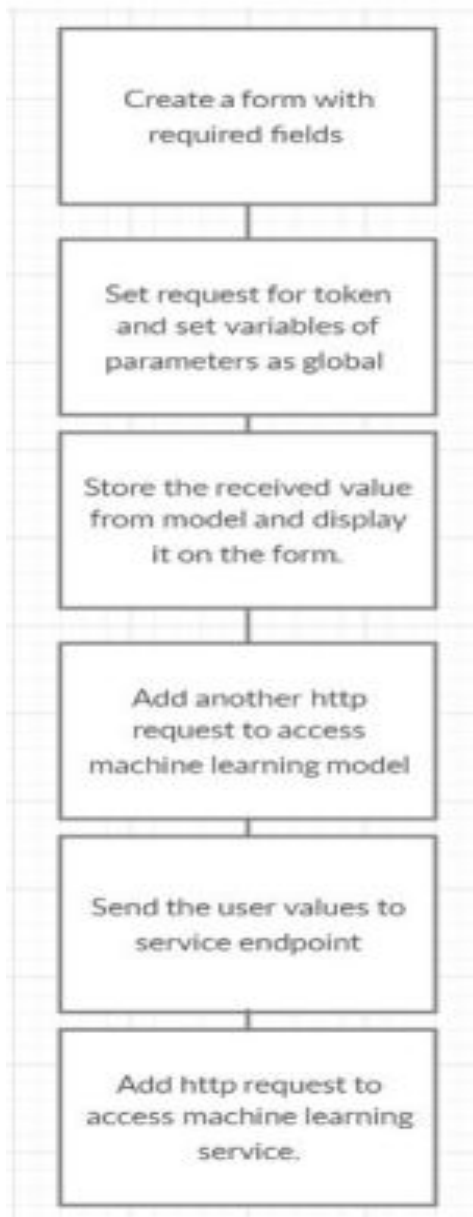 Create a form with
required fields
Set request for token
and set variables of
parameters as global
Store the received value
from model and display
it on the form.
Add another http
request to access
machine learning model
Send the user values to
service endpoint
Add http request to
access machine learning
service.